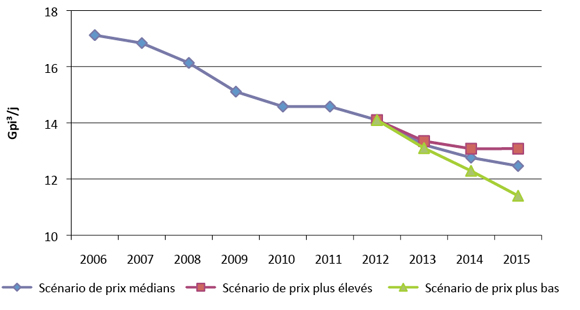 18
16
14
12
10
Gpi³/j
2006 2007 2008 2009 2010 2011 2012 2013 2014 2015
Scénario de prix médians Scénario de prix plus élevés Scénario de prix plus bas